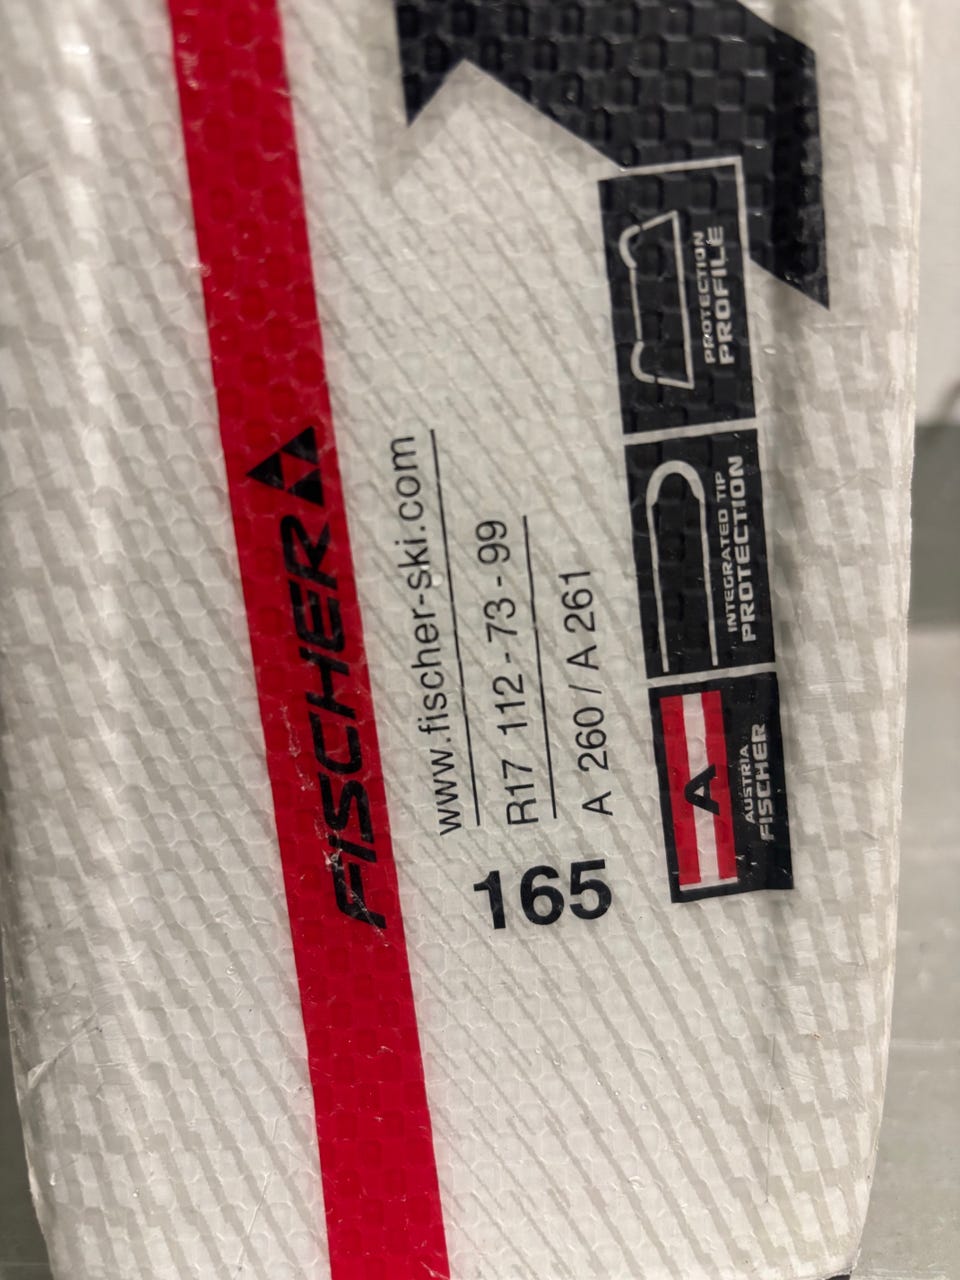 FISCHER
www.fischer-ski.com
R17 112-73-99
A 260 / A 261
165
A
AUSTRIA
FISCHER
INTEGRATED TIP
PROTECTION
PROTECTION
PROFILE